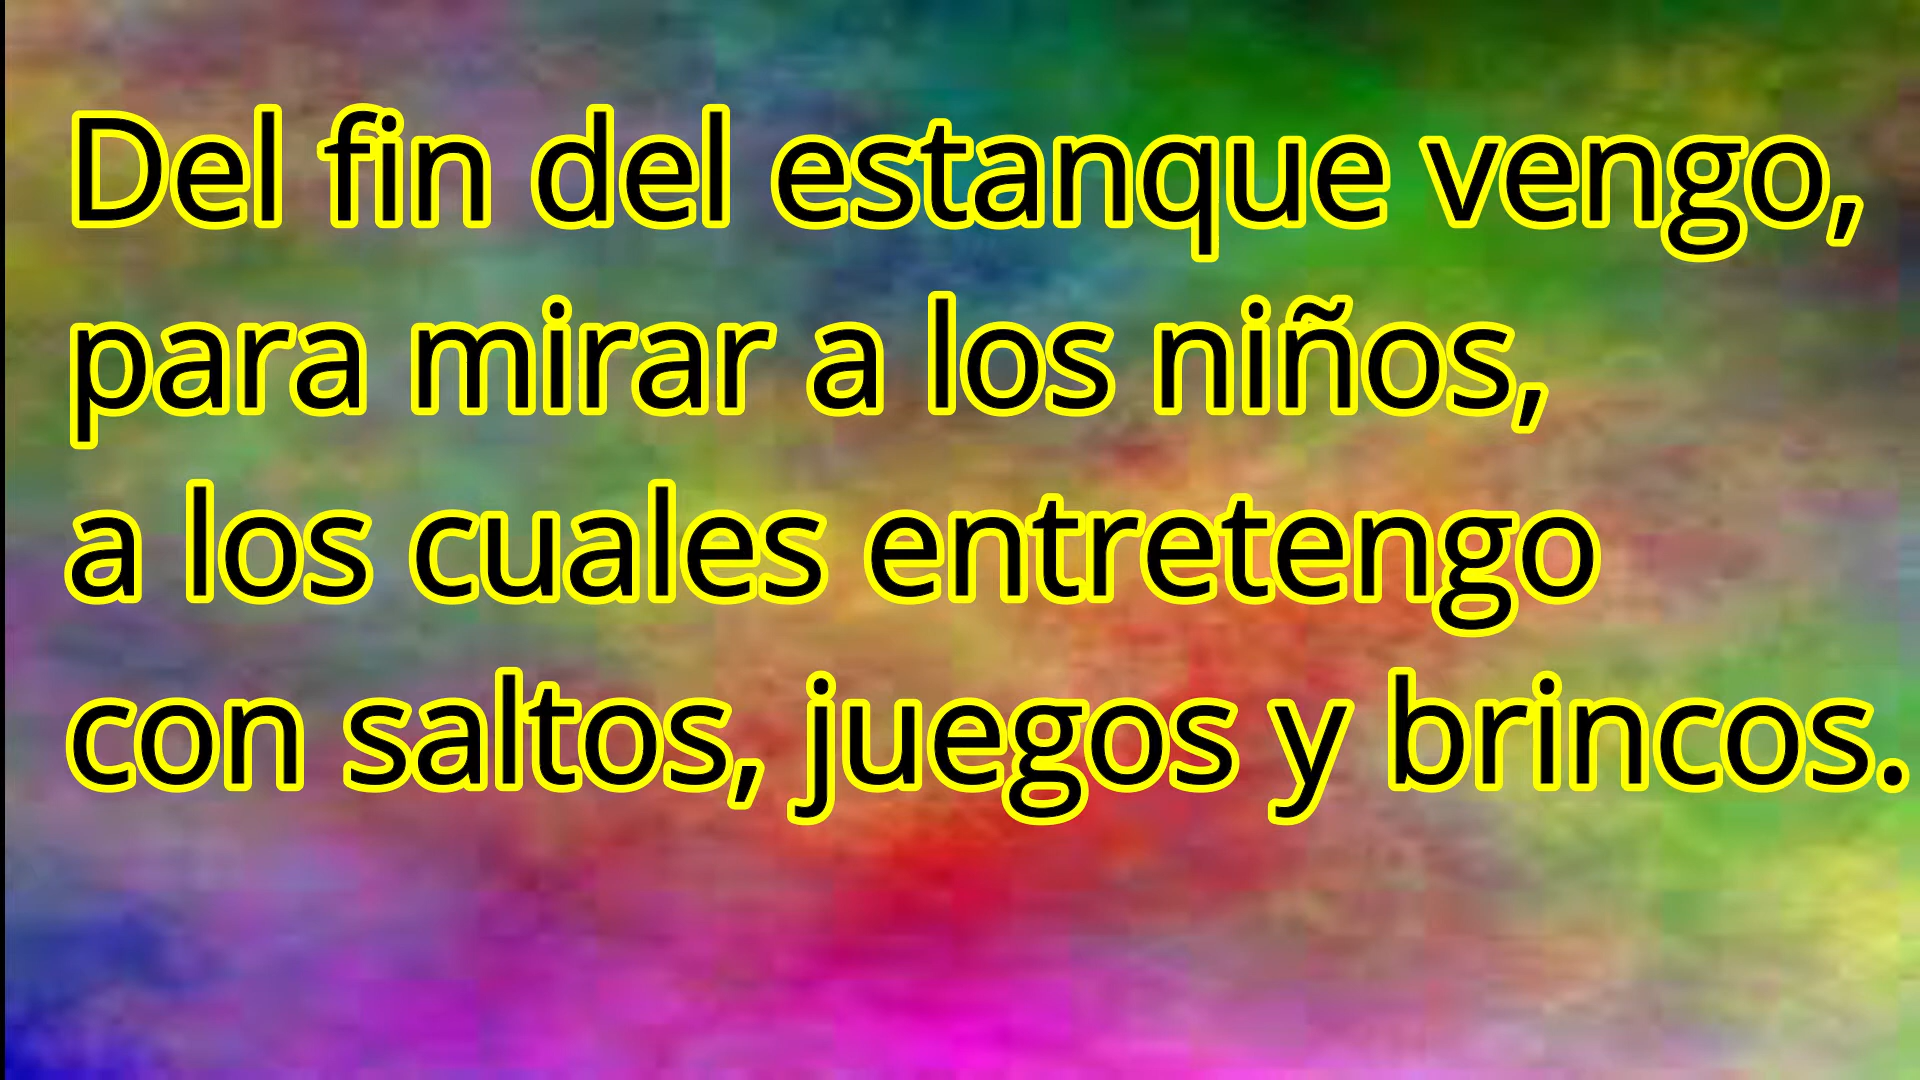 Del fin del estanque vengo,
para mirar a los niños,
a los cuales entretengo
con saltos, juegos y brincos.